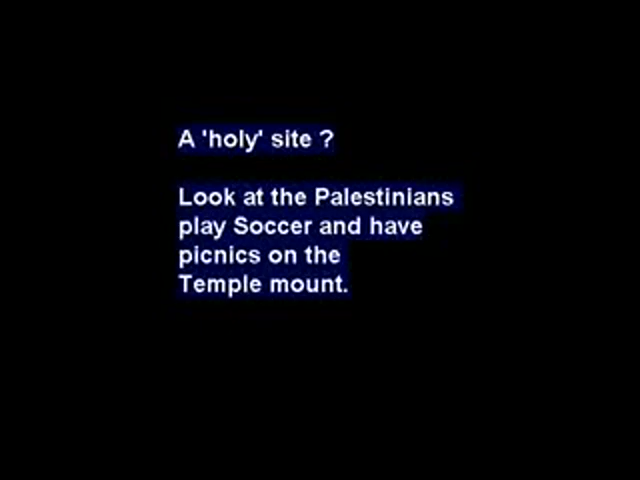 A 'holy' site ?
Look at the Palestinians
play Soccer and have
picnics on the
Temple mount.